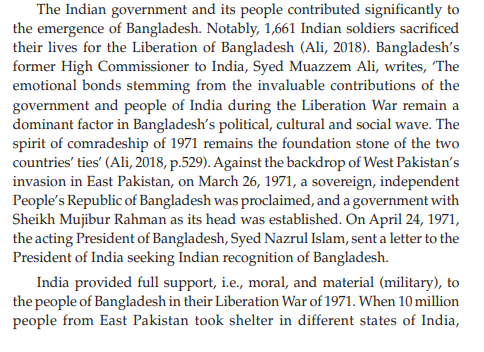 The Indian government and its people contributed significantly to
the emergence of Bangladesh. Notably, 1,661 Indian soldiers sacrificed
their lives for the Liberation of Bangladesh (Ali, 2018). Bangladesh's
former High Commissioner to India, Syed Muazzem Ali, writes, 'The
emotional bonds stemming from the invaluable contributions of the
government and people of India during the Liberation War remain a
dominant factor in Bangladesh's political, cultural and social wave. The
spirit of comradeship of 1971 remains the foundation stone of the two
countries' ties' (Ali, 2018, p.529). Against the backdrop of West Pakistan's
invasion in East Pakistan, on March 26, 1971, a sovereign, independent
People's Republic of Bangladesh was proclaimed, and a government with
Sheikh Mujibur Rahman as its head was established. On April 24, 1971,
the acting President of Bangladesh, Syed Nazrul Islam, sent a letter to the
President of India seeking Indian recognition of Bangladesh.
India provided full support, i.e., moral, and material (military), to
the people of Bangladesh in their Liberation War of 1971. When 10 million
people from East Pakistan took shelter in different states of India,